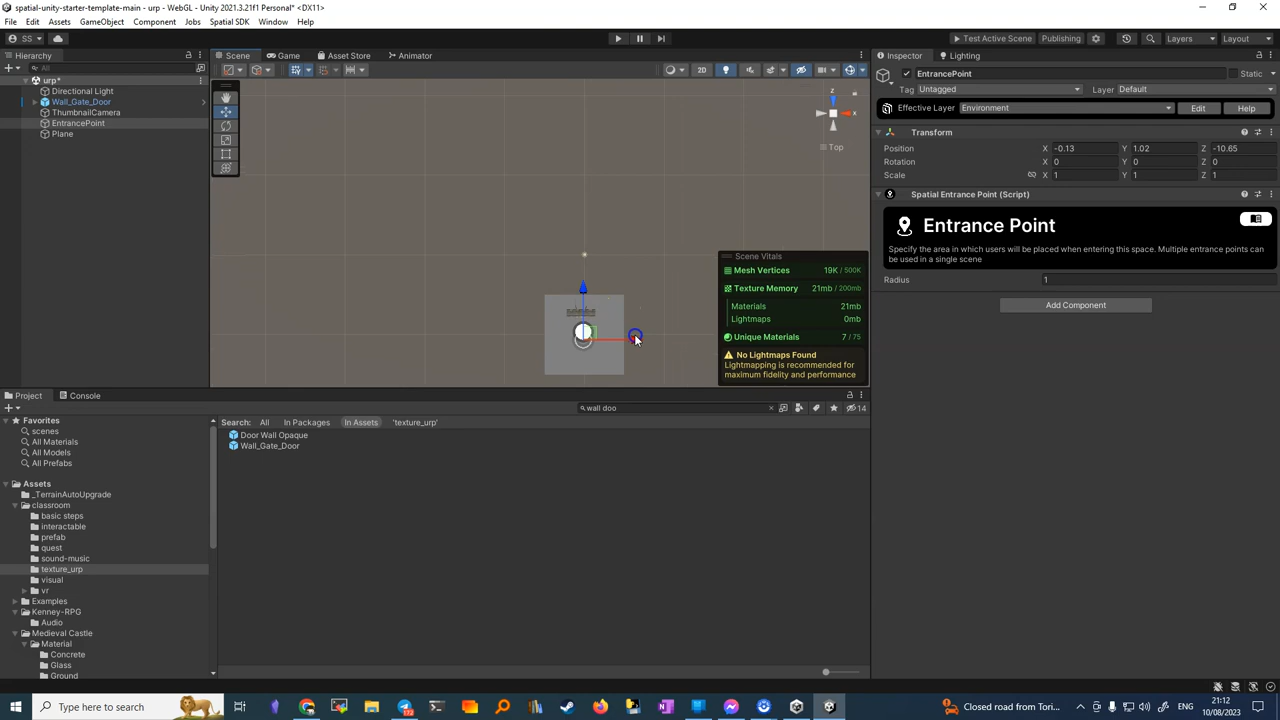 spatial-unity-starter-template-main - urp - WebGL - Unity 2021.3.21f1 Personal* <DX11>
File Edit Assets GameObject Component Jobs Spatial SDK Window Help
SS Test Active Scene Publishing Layers Layout
Hierarchy Scene Game Asset Store Animator Inspector Lighting
All
urp*
Directional Light
Wall_Gate_Door
ThumbnailCamera
EntrancePoint
Plane
2D
z
x
Top
EntrancePoint Static
Tag Untagged Layer Default
Effective Layer Environment Edit Help
Transform
Position X -0.13 Y 1.02 Z -10.65
Rotation X 0 Y 0 Z 0
Scale X 1 Y 1 Z 1
Spatial Entrance Point (Script)
Entrance Point
Specify the area in which users will be placed when entering this space. Multiple entrance points can
be used in a single scene
Radius 1
Add Component
Scene Vitals
Mesh Vertices 19K / 500K
Texture Memory 21mb / 200mb
Materials 21mb
Lightmaps 0mb
Unique Materials 7 / 75
No Lightmaps Found
Lightmapping is recommended for
maximum fidelity and performance
Project Console
wall doo 14
Favorites
scenes
All Materials
All Models
All Prefabs
Assets
_TerrainAutoUpgrade
classroom
basic steps
interactable
prefab
quest
sound-music
texture_urp
visual
vr
Examples
Kenney-RPG
Audio
Medieval Castle
Material
Concrete
Glass
Ground
Search: All In Packages In Assets 'texture_urp'
Door Wall Opaque
Wall_Gate_Door
Type here to search
Closed road from Tori...
21:12
10/08/2023